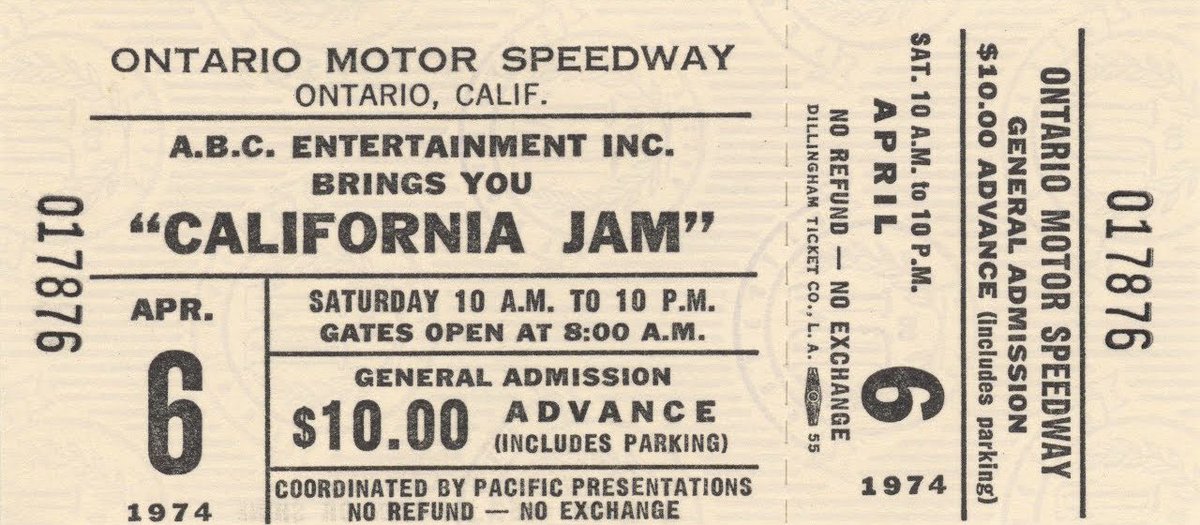 ONTARIO MOTOR SPEEDWAY
ONTARIO, CALIF.
A.B.C. ENTERTAINMENT INC.
BRINGS YOU
“CALIFORNIA JAM”
017876
APR.
6
1974
SATURDAY 10 A.M. TO 10 P.M.
GATES OPEN AT 8:00 A.M.
GENERAL ADMISSION
$10.00 ADVANCE
(INCLUDES PARKING)
COORDINATED BY PACIFIC PRESENTATIONS
NO REFUND — NO EXCHANGE
ONTARIO MOTOR SPEEDWAY
GENERAL ADMISSION
$10.00 ADVANCE (includes parking)
SAT. 10 A.M. to 10 P.M.
APRIL 6
1974
NO REFUND — NO EXCHANGE
DILLINGHAM TICKET CO., L. A. 55
017876